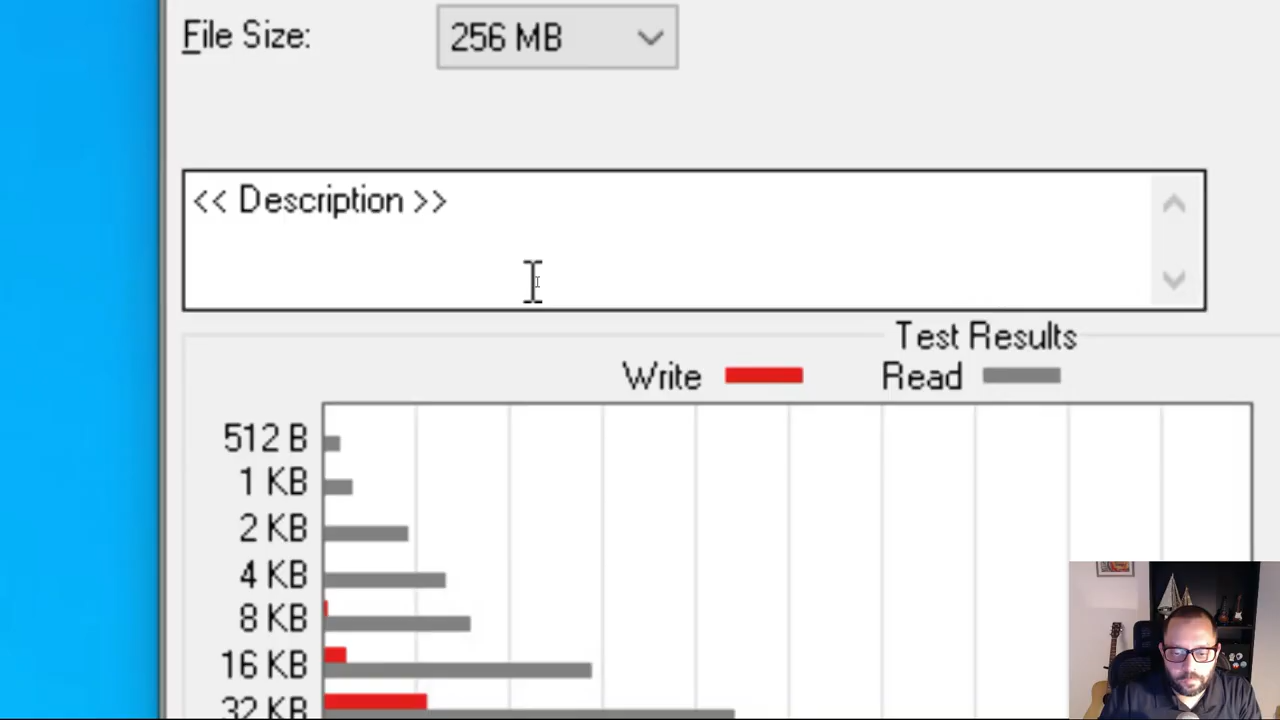 File Size:
256 MB
<< Description >>
Test Results
Write
Read
512 B
1 KB
2 KB
4 KB
8 KB
16 KB
32 KB